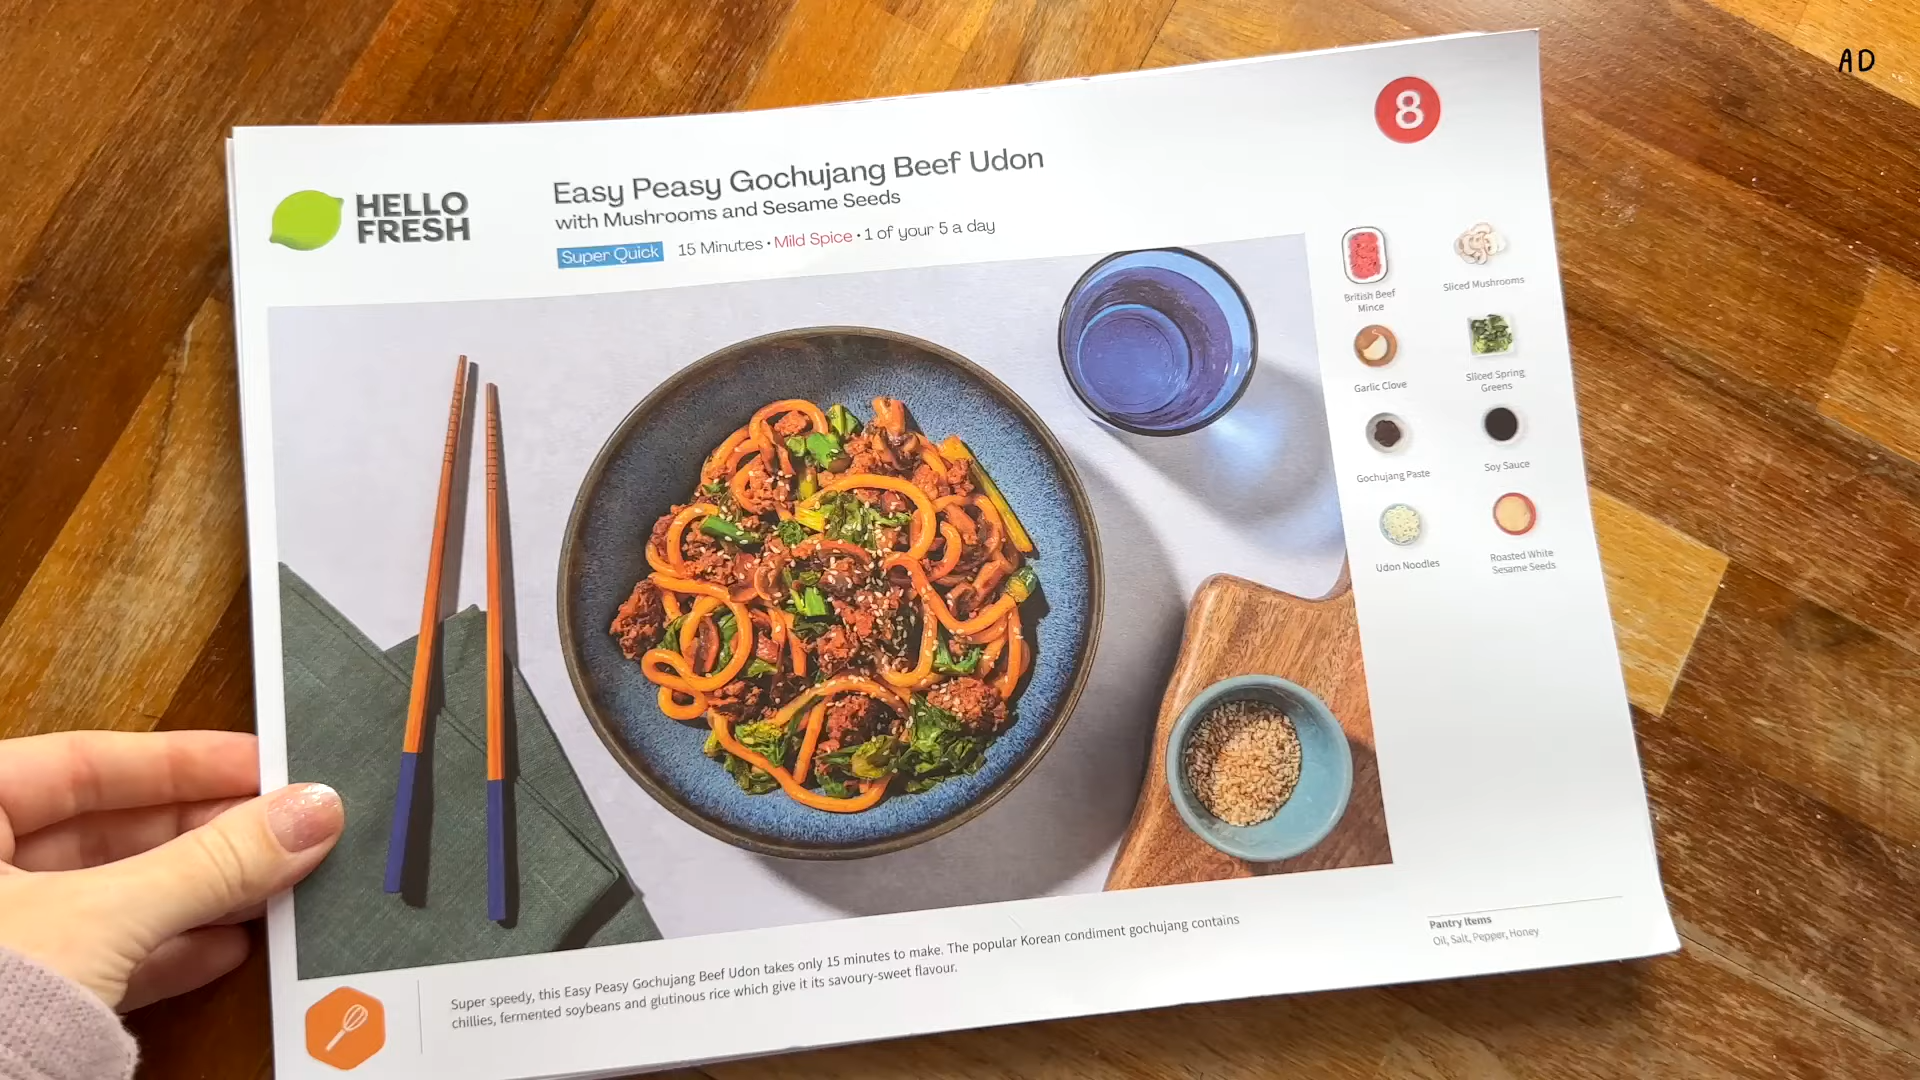 AD
8
HELLO
FRESH
Easy Peasy Gochujang Beef Udon
with Mushrooms and Sesame Seeds
Super Quick 15 Minutes • Mild Spice • 1 of your 5 a day
British Beef
Mince
Sliced Mushrooms
Garlic Clove
Sliced Spring
Greens
Gochujang Paste
Soy Sauce
Udon Noodles
Roasted White
Sesame Seeds
Pantry Items
Oil, Salt, Pepper, Honey
Super speedy, this Easy Peasy Gochujang Beef Udon takes only 15 minutes to make. The popular Korean condiment gochujang contains
chillies, fermented soybeans and glutinous rice which give it its savoury-sweet flavour.